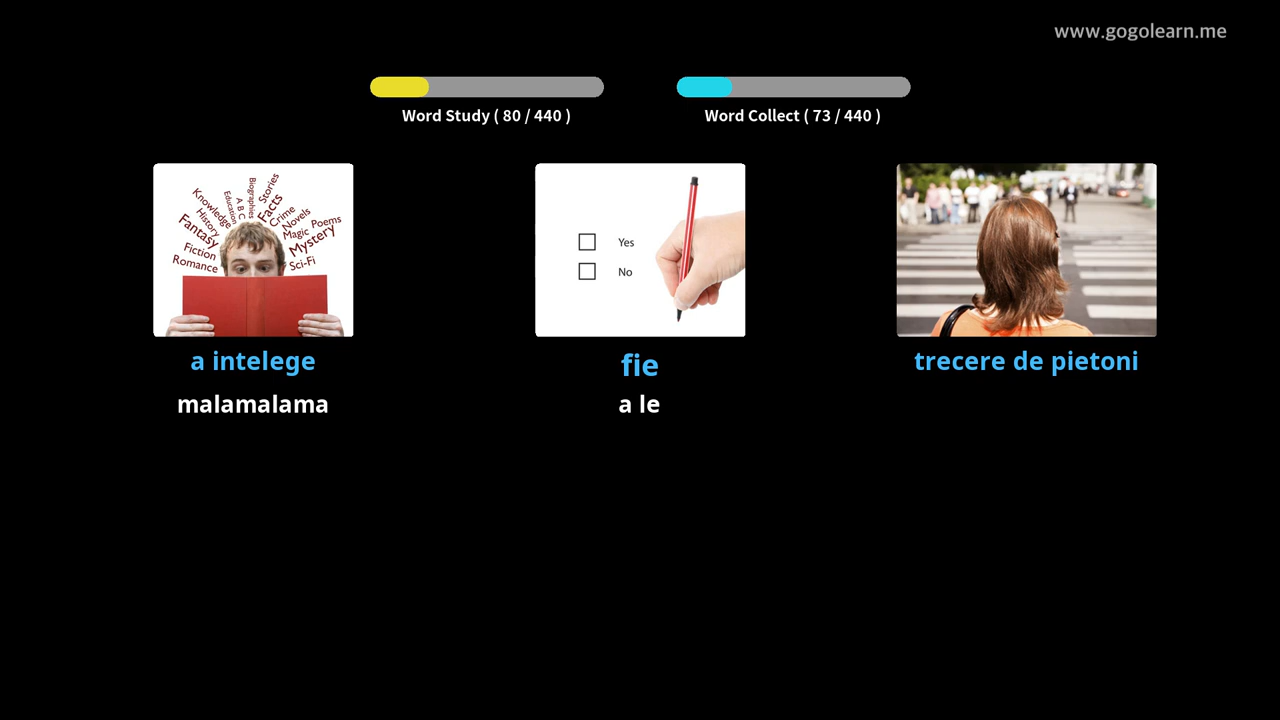 www.gogolearn.me
Word Study ( 80 / 440 )
Word Collect ( 73 / 440 )
Biographies
Stories
Knowledge
Education
A B C
Facts
Crime
History
Novels
Fantasy
Magic
Poems
Mystery
Fiction
Romance
Sci-Fi
Yes
No
a intelege
fie
trecere de pietoni
malamalama
a le